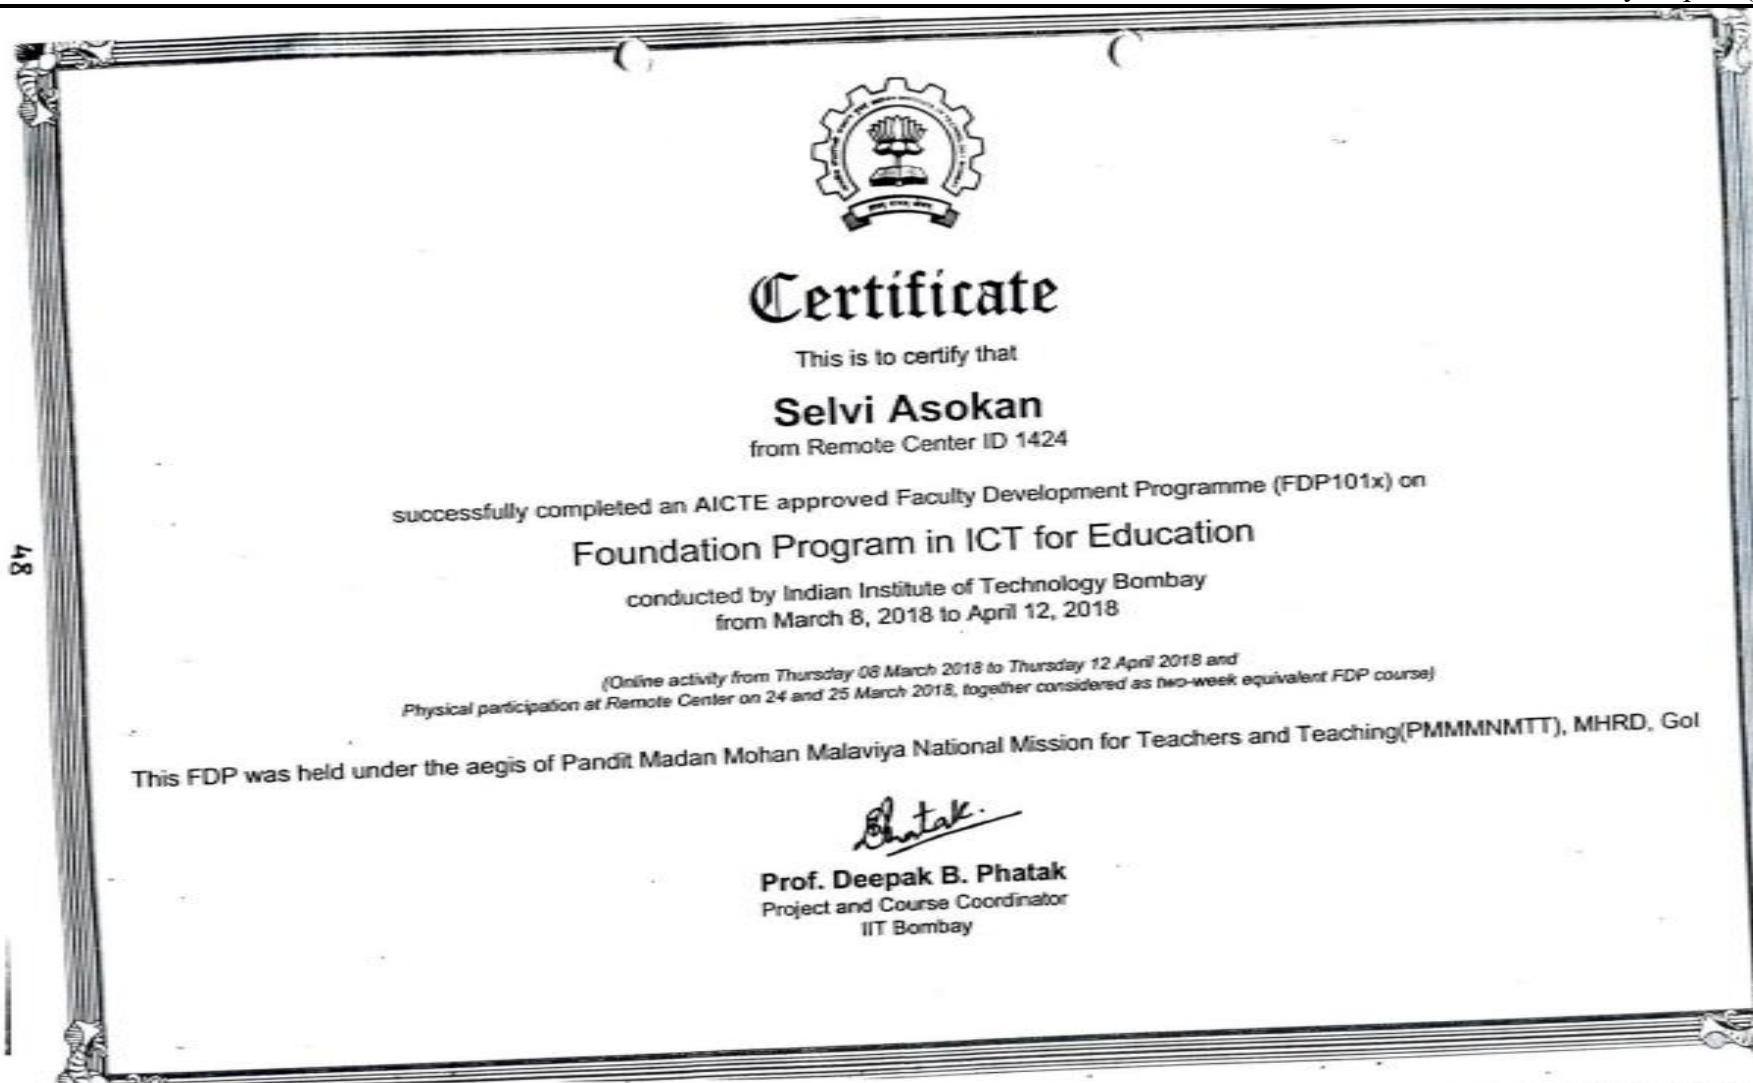 Certificate
This is to certify that
Selvi Asokan
from Remote Center ID 1424
successfully completed an AICTE approved Faculty Development Programme (FDP101x) on
Foundation Program in ICT for Education
conducted by Indian Institute of Technology Bombay
from March 8, 2018 to April 12, 2018
(Online activity from Thursday 08 March 2018 to Thursday 12 April 2018 and
Physical participation at Remote Center on 24 and 25 March 2018, together considered as two-week equivalent FDP course)
This FDP was held under the aegis of Pandit Madan Mohan Malaviya National Mission for Teachers and Teaching(PMMMNMTT), MHRD, GoI
Phatak.
Prof. Deepak B. Phatak
Project and Course Coordinator
IIT Bombay
48